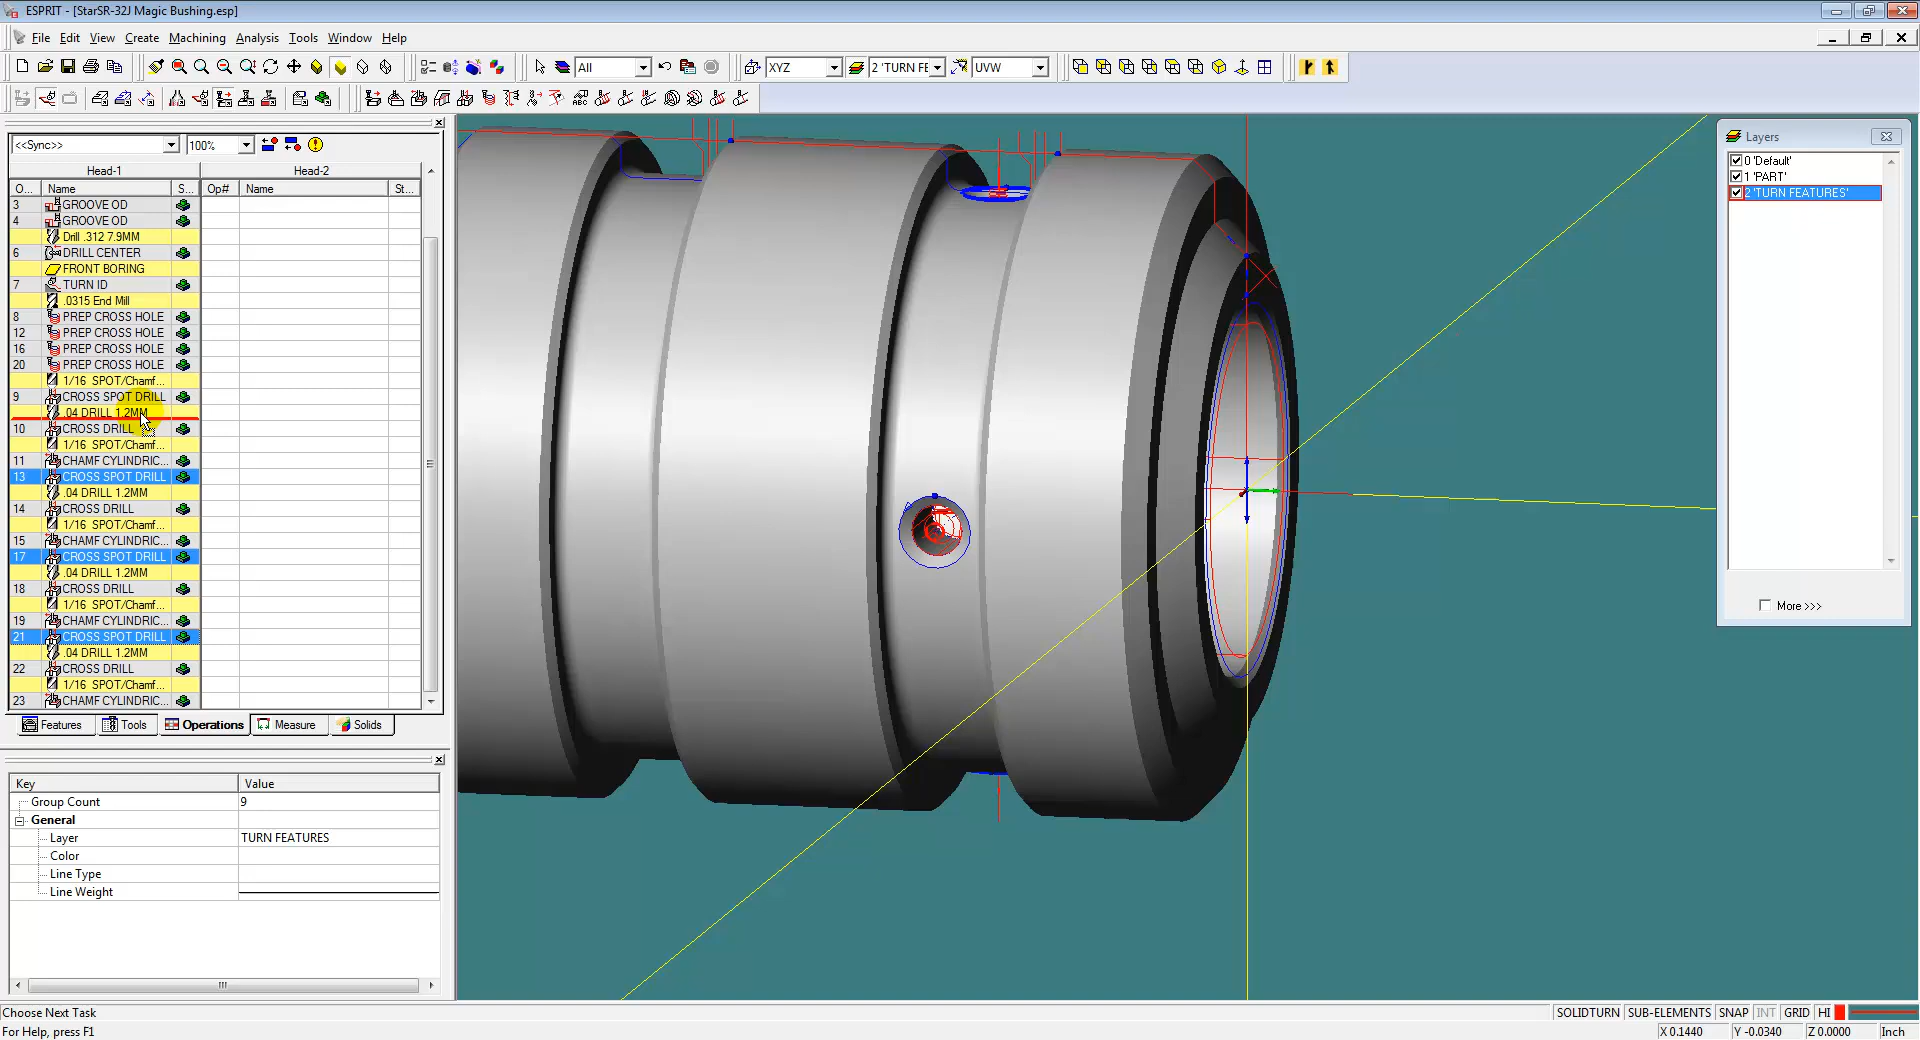 ESPRIT - [StarSR-32J Magic Bushing.esp]
File Edit View Create Machining Analysis Tools Window Help
All XYZ 2 'TURN FE UVW
<<Sync>> 100%
Head-1 Head-2
O... Name S... Op# Name St...
3 GROOVE OD
4 GROOVE OD
Drill .312 7.9MM
6 DRILL CENTER
FRONT BORING
7 TURN ID
.0315 End Mill
8 PREP CROSS HOLE
12 PREP CROSS HOLE
16 PREP CROSS HOLE
20 PREP CROSS HOLE
1/16 SPOT/Chamf...
9 CROSS SPOT DRILL
.04 DRILL 1.2MM
10 CROSS DRILL
1/16 SPOT/Chamf...
11 CHAMF CYLINDRIC...
13 CROSS SPOT DRILL
.04 DRILL 1.2MM
14 CROSS DRILL
1/16 SPOT/Chamf...
15 CHAMF CYLINDRIC...
17 CROSS SPOT DRILL
.04 DRILL 1.2MM
18 CROSS DRILL
1/16 SPOT/Chamf...
19 CHAMF CYLINDRIC...
21 CROSS SPOT DRILL
.04 DRILL 1.2MM
22 CROSS DRILL
1/16 SPOT/Chamf...
23 CHAMF CYLINDRIC...
Features Tools Operations Measure Solids
Key Value
Group Count 9
General
Layer TURN FEATURES
Color
Line Type
Line Weight
Layers
0 'Default'
1 'PART'
2 'TURN FEATURES'
More >>>
Choose Next Task
SOLIDTURN SUB-ELEMENTS SNAP INT GRID HI
For Help, press F1
X 0.1440 Y -0.0340 Z 0.0000 Inch